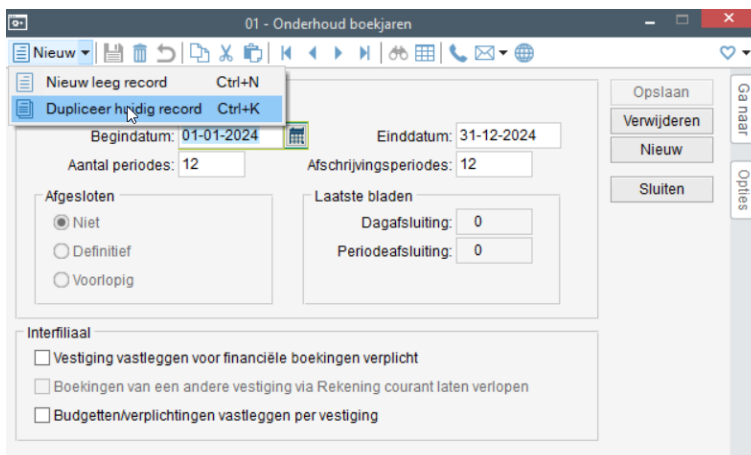 01 - Onderhoud boekjaren
Nieuw
Nieuw leeg record Ctrl+N
Dupliceer huidig record Ctrl+K
Begindatum: 01-01-2024 Einddatum: 31-12-2024
Aantal periodes: 12 Afschrijvingsperiodes: 12
Afgesloten
Niet
Definitief
Voorlopig
Laatste bladen
Dagafsluiting: 0
Periodeafsluiting: 0
Opslaan
Verwijderen
Nieuw
Sluiten
Ga naar
Opties
Interfiliaal
Vestiging vastleggen voor financiële boekingen verplicht
Boekingen van een andere vestiging via Rekening courant laten verlopen
Budgetten/verplichtingen vastleggen per vestiging